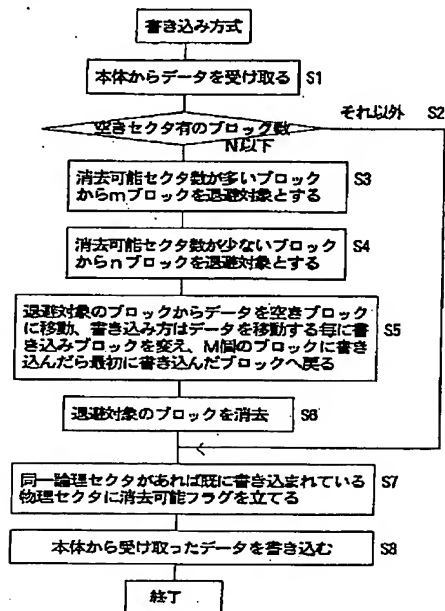 書き込み方式
本体からデータを受け取る S1
それ以外 S2
空きセクタ有のブロック数
N以下
消去可能セクタ数が多いブロック
からmブロックを退避対象とする S3
消去可能セクタ数が少ないブロック
からnブロックを退避対象とする S4
退避対象のブロックからデータを空きブロック
に移動、書き込み方はデータを移動する毎に書
き込みブロックを変え、M個のブロックに書き
込んだら最初に書き込んだブロックへ戻る S5
退避対象のブロックを消去 S6
同一論理セクタがあれば既に書き込まれている
物理セクタに消去可能フラグを立てる S7
本体から受け取ったデータを書き込む S8
終了